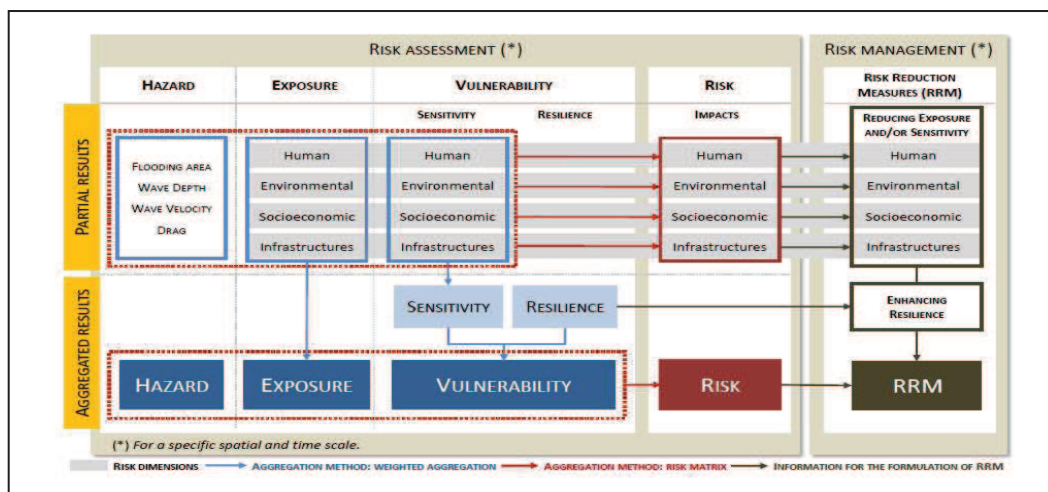 RISK ASSESSMENT (*)
RISK MANAGEMENT (*)
HAZARD
EXPOSURE
VULNERABILITY
RISK
RISK REDUCTION
MEASURES (RRM)
SENSITIVITY
RESILIENCE
IMPACTS
REDUCING EXPOSURE
AND/OR SENSITIVITY
PARTIAL RESULTS
FLOODING AREA
WAVE DEPTH
WAVE VELOCITY
DRAG
Human
Environmental
Socioeconomic
Infrastructures
Human
Environmental
Socioeconomic
Infrastructures
Human
Environmental
Socioeconomic
Infrastructures
Human
Environmental
Socioeconomic
Infrastructures
AGGREGATED RESULTS
SENSITIVITY
RESILIENCE
ENHANCING
RESILIENCE
HAZARD
EXPOSURE
VULNERABILITY
RISK
RRM
(*) For a specific spatial and time scale.
RISK DIMENSIONS
AGGREGATION METHOD: WEIGHTED AGGREGATION
AGGREGATION METHOD: RISK MATRIX
INFORMATION FOR THE FORMULATION OF RRM